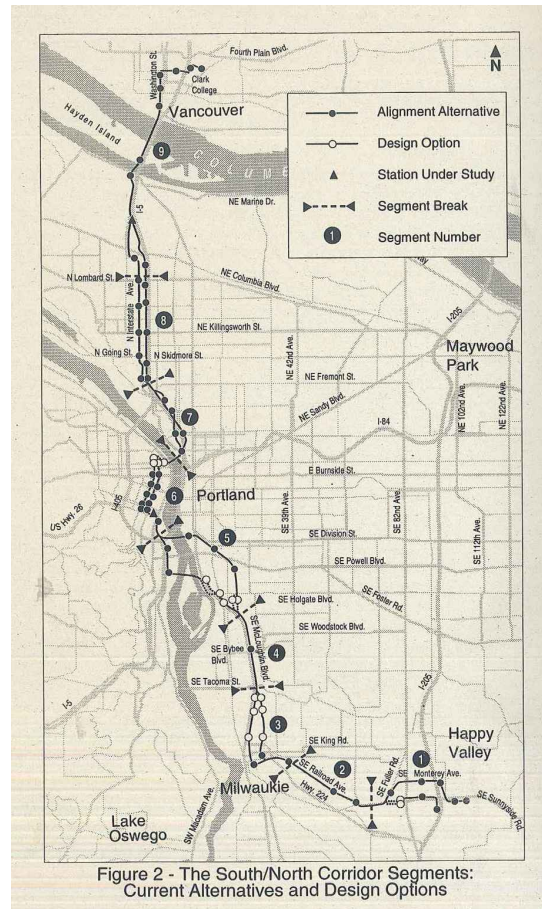 Fourth Plain Blvd.
Washington St.
Clark
College
N
Vancouver
Hayden Island
9
COLUM
NE Marine Dr.
I-5
Alignment Alternative
Design Option
Station Under Study
Segment Break
1 Segment Number
N Lombard St.
N Interstate Ave.
NE Columbia Blvd.
I-205
8
NE Killingsworth St.
N Going St.
N Skidmore St.
NE 42nd Ave.
Maywood
Park
NE Fremont St.
NE 102nd Ave.
NE 122nd Ave.
7
NE Sandy Blvd.
I-84
E Burnside St.
6
Portland
I-405
US Hwy. 26
SE 39th Ave.
SE 82nd Ave.
SE 112th Ave.
5
SE Division St.
SE Powell Blvd.
SE Foster Rd.
SE Holgate Blvd.
SE Woodstock Blvd.
SE McLoughlin Blvd.
4
SE Bybee
Blvd.
SE Tacoma St.
I-5
I-205
3
SE King Rd.
Happy
Valley
2
SE Railroad Ave.
SE Fuller Rd.
1
SE Monterey Ave.
Milwaukie
Hwy. 224
SE Sunnyside Rd.
Lake
Oswego
SW Macadam Ave.
Figure 2 - The South/North Corridor Segments:
Current Alternatives and Design Options